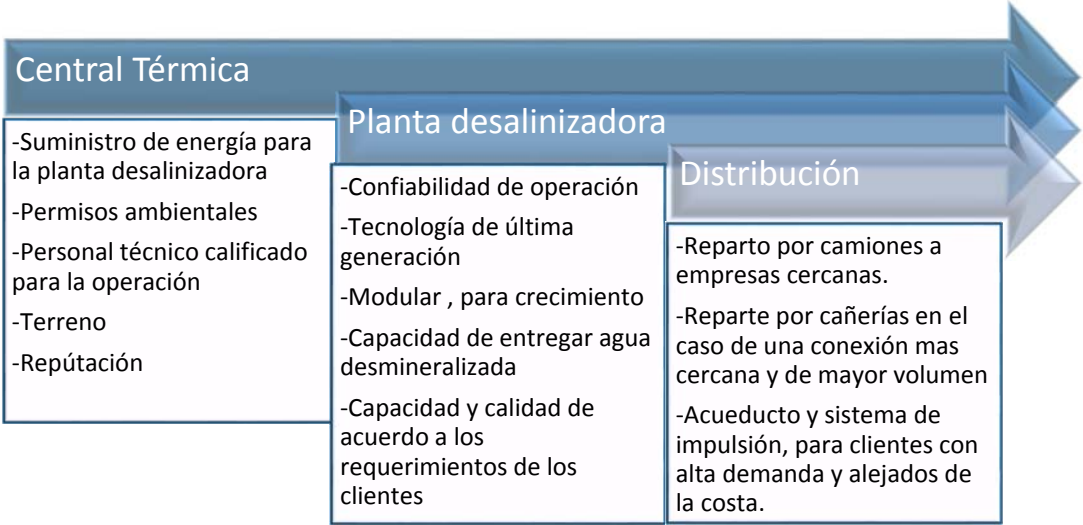 Central Térmica
-Suministro de energía para
la planta desalinizadora
-Permisos ambientales
-Personal técnico calificado
para la operación
-Terreno
-Repútación
Planta desalinizadora
-Confiabilidad de operación
-Tecnología de última
generación
-Modular , para crecimiento
-Capacidad de entregar agua
desmineralizada
-Capacidad y calidad de
acuerdo a los
requerimientos de los
clientes
Distribución
-Reparto por camiones a
empresas cercanas.
-Reparte por cañerías en el
caso de una conexión mas
cercana y de mayor volumen
-Acueducto y sistema de
impulsión, para clientes con
alta demanda y alejados de
la costa.